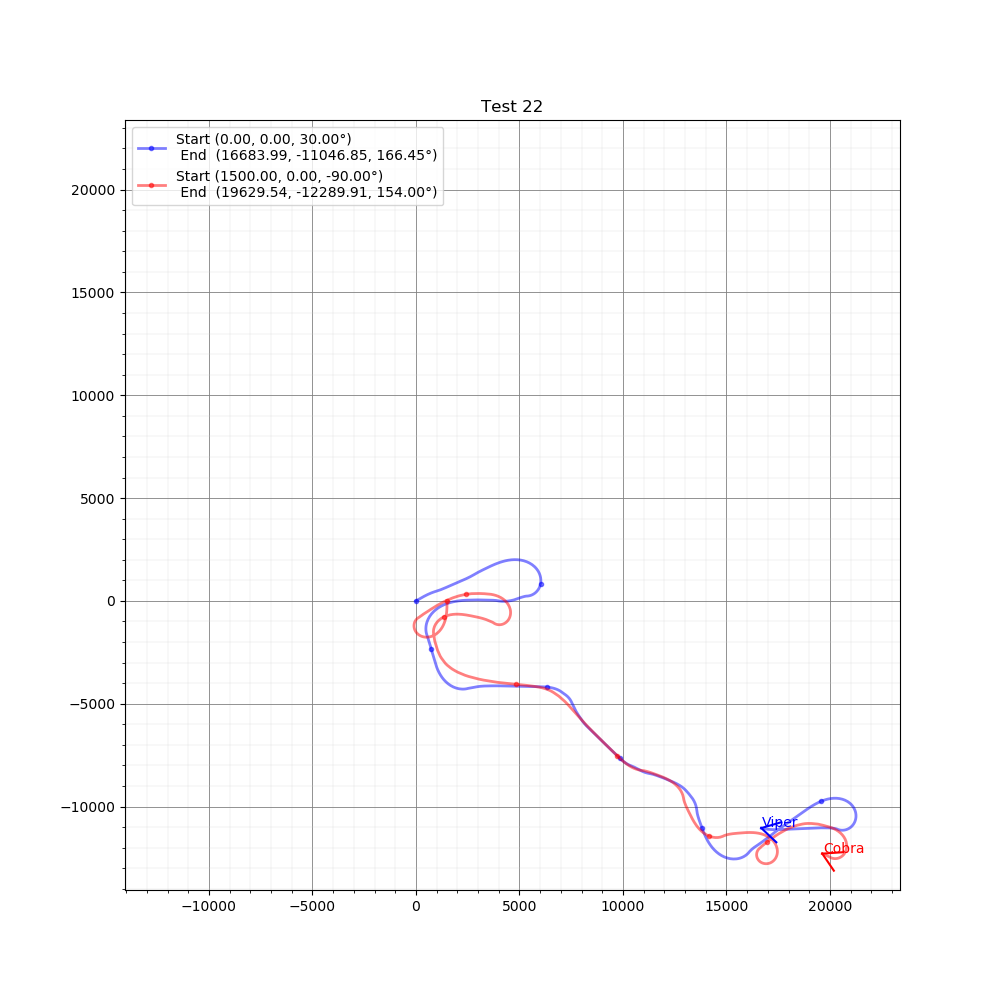 Test 22
Start (0.00, 0.00, 30.00°)
End (16683.99, -11046.85, 166.45°)
Start (1500.00, 0.00, -90.00°)
End (19629.54, -12289.91, 154.00°)
20000
15000
10000
5000
0
−5000
−10000
Viper
Cobra
−10000 −5000 0 5000 10000 15000 20000